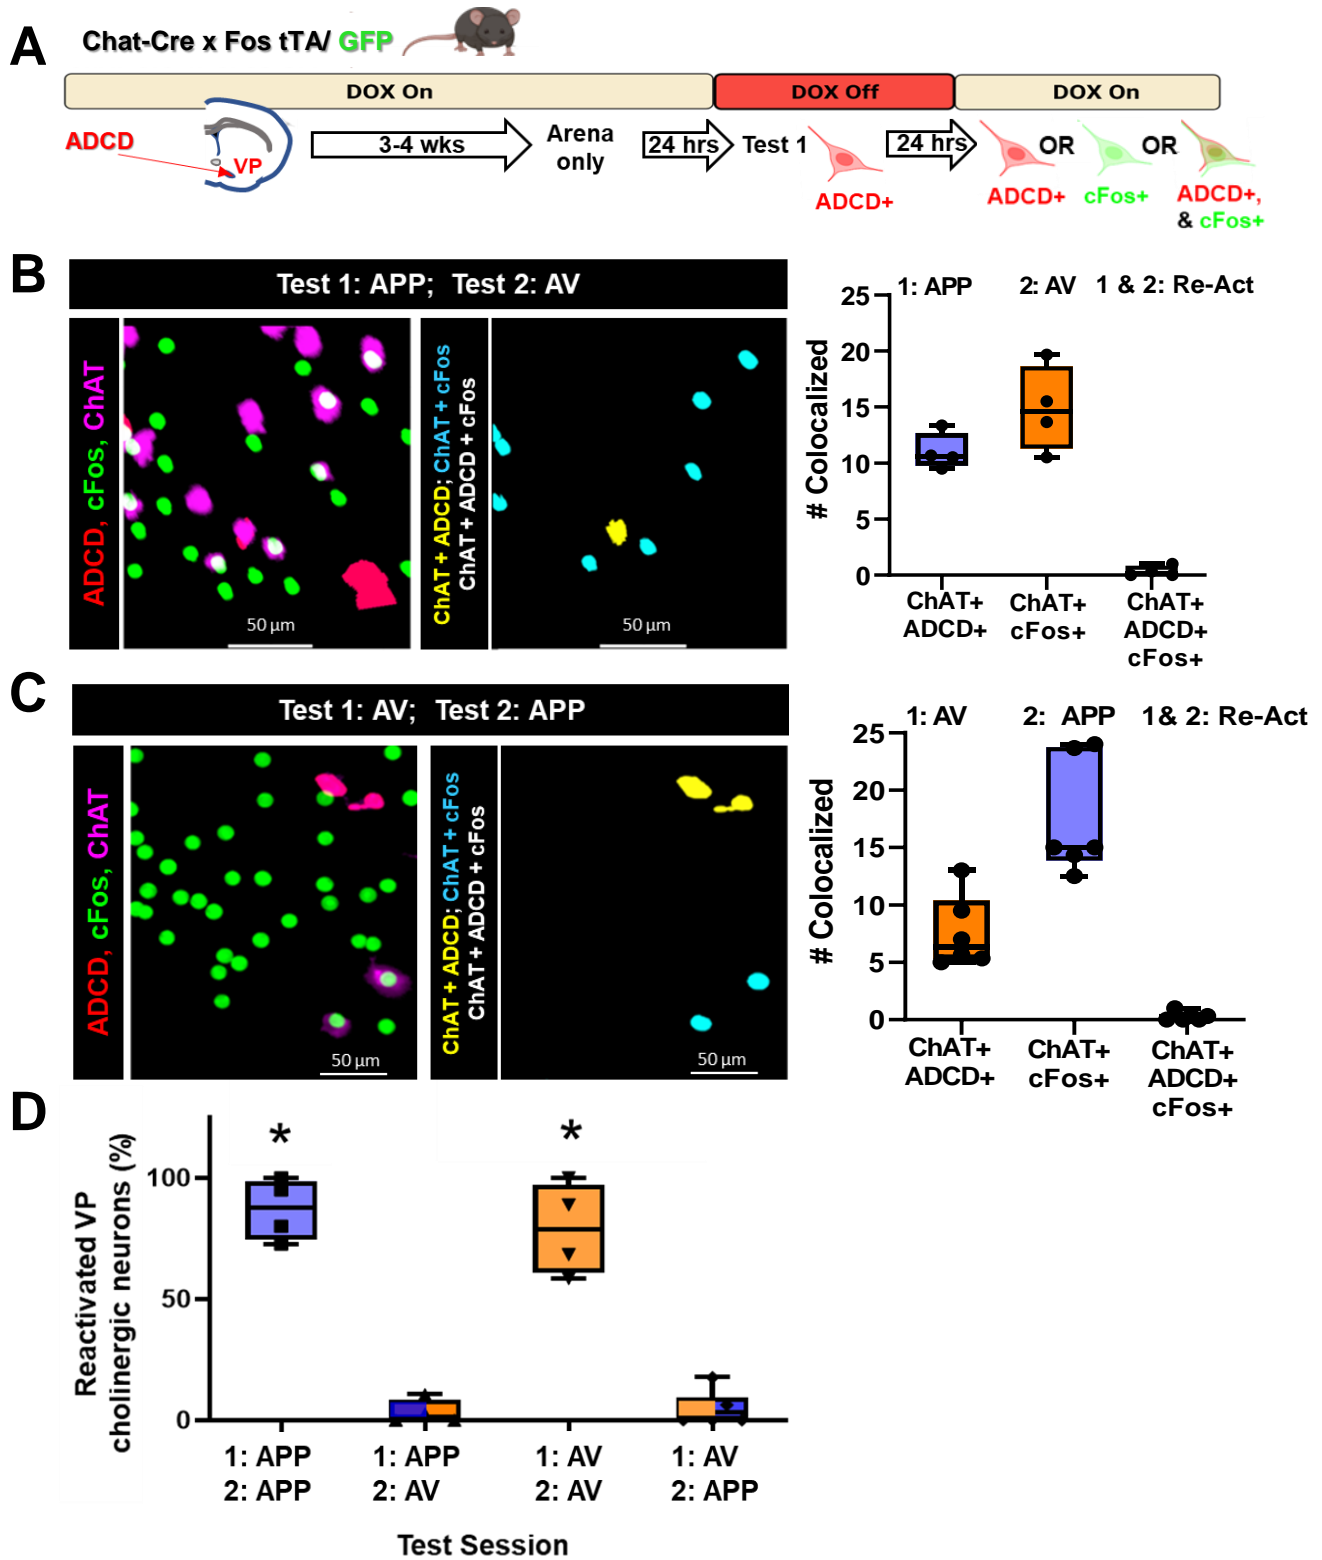 A
Chat-Cre x Fos tTA/ GFP
DOX On
DOX Off
DOX On
ADCD
VP
3-4 wks
Arena
only
24 hrs
Test 1
ADCD+
24 hrs
ADCD+
OR
cFos+
OR
ADCD+,
& cFos+
B
Test 1: APP; Test 2: AV
ADCD, cFos, ChAT
50 µm
ChAT + ADCD; ChAT + cFos
ChAT + ADCD + cFos
50 µm
# Colocalized
25
20
15
10
5
0
1: APP
2: AV
1 & 2: Re-Act
ChAT+
ADCD+
ChAT+
cFos+
ChAT+
ADCD+
cFos+
C
Test 1: AV; Test 2: APP
ADCD, cFos, ChAT
50 µm
ChAT + ADCD; ChAT + cFos
ChAT + ADCD + cFos
50 µm
# Colocalized
25
20
15
10
5
0
1: AV
2: APP
1& 2: Re-Act
ChAT+
ADCD+
ChAT+
cFos+
ChAT+
ADCD+
cFos+
D
Reactivated VP
cholinergic neurons (%)
100
50
0
*
*
1: APP
2: APP
1: APP
2: AV
1: AV
2: AV
1: AV
2: APP
Test Session